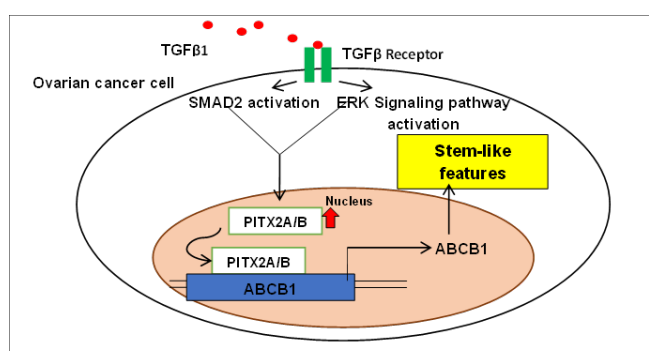 TGFβ1
TGFβ Receptor
Ovarian cancer cell
SMAD2 activation
ERK Signaling pathway
activation
Stem-like
features
Nucleus
PITX2A/B
PITX2A/B
ABCB1
ABCB1